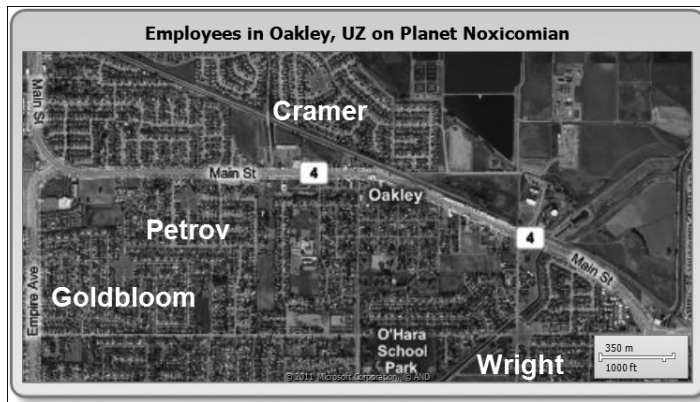 Employees in Oakley, UZ on Planet Noxicomian
Main St
Cramer
Main St
4
Oakley
Petrov
4
Main St
Empire Ave
Goldbloom
O'Hara
School
Park
Wright
350 m
1000 ft
© 2011 Microsoft Corporation, © AND